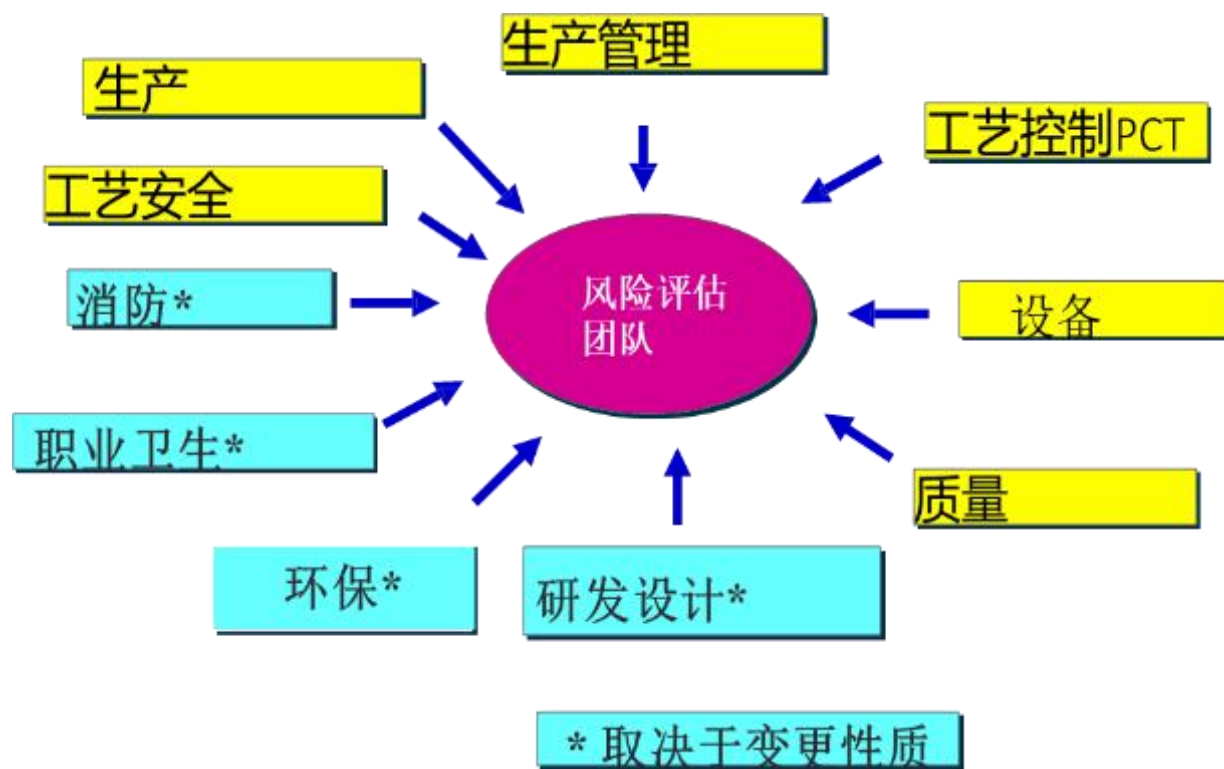 生产管理
生产
工艺控制PCT
工艺安全
消防*
风险评估
团队
设备
职业卫生*
质量
环保*
研发设计*
* 取决于变更性质